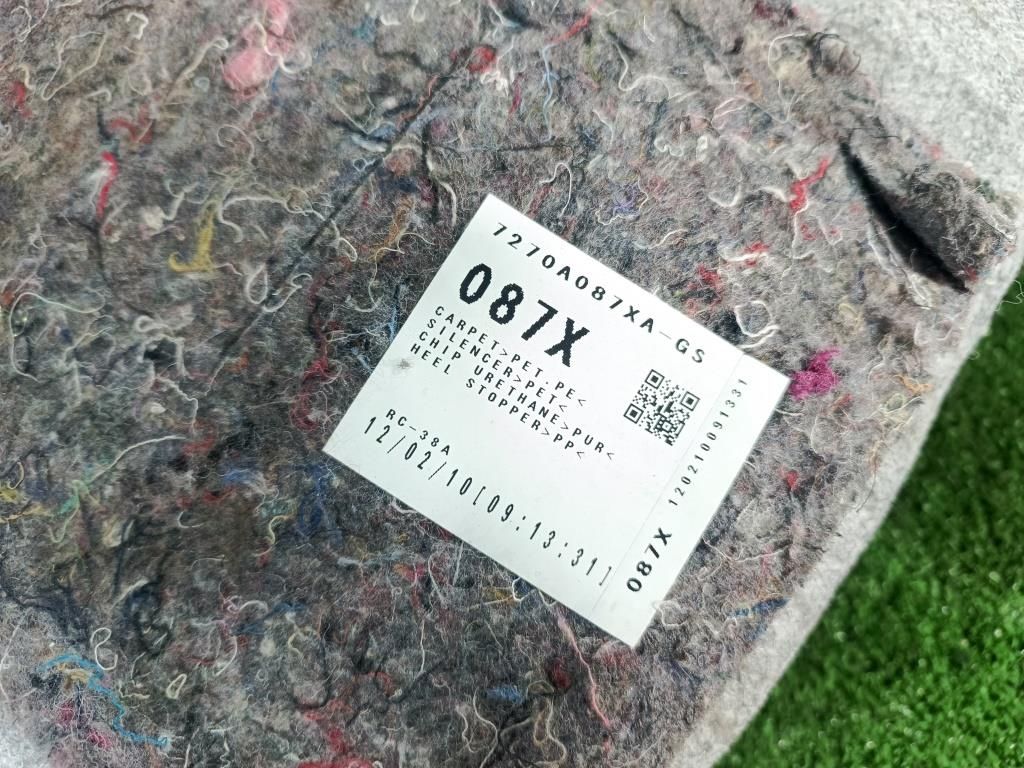 7270A087XA-GS
087X
CARPET>PET.PE<
SILENCER>PET<
CHIP URETHANE>PUR<
HEEL STOPPER>PP<
RC-38A
12/02/10[09:13:31]
087X 120210091331